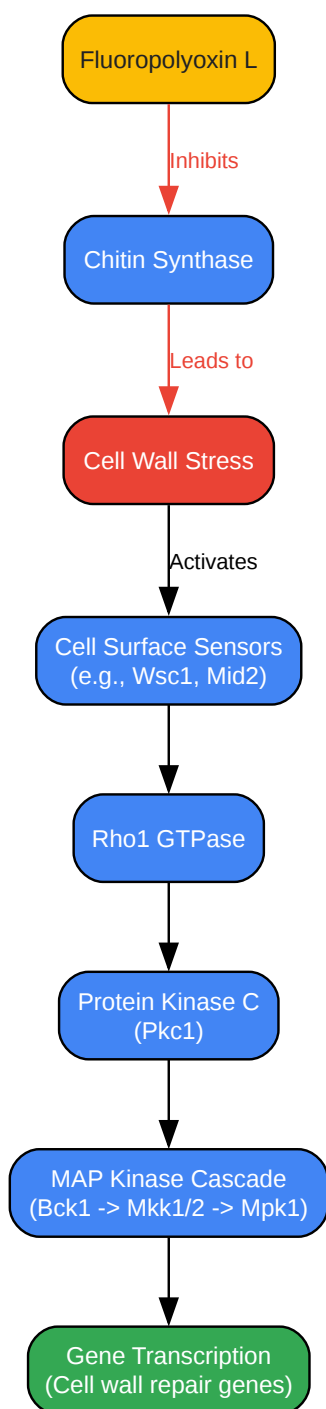 Fluoropolyoxin L
Inhibits
Chitin Synthase
Leads to
Cell Wall Stress
Activates
Cell Surface Sensors
(e.g., Wsc1, Mid2)
Rho1 GTPase
Protein Kinase C
(Pkc1)
MAP Kinase Cascade
(Bck1 -> Mkk1/2 -> Mpk1)
Gene Transcription
(Cell wall repair genes)